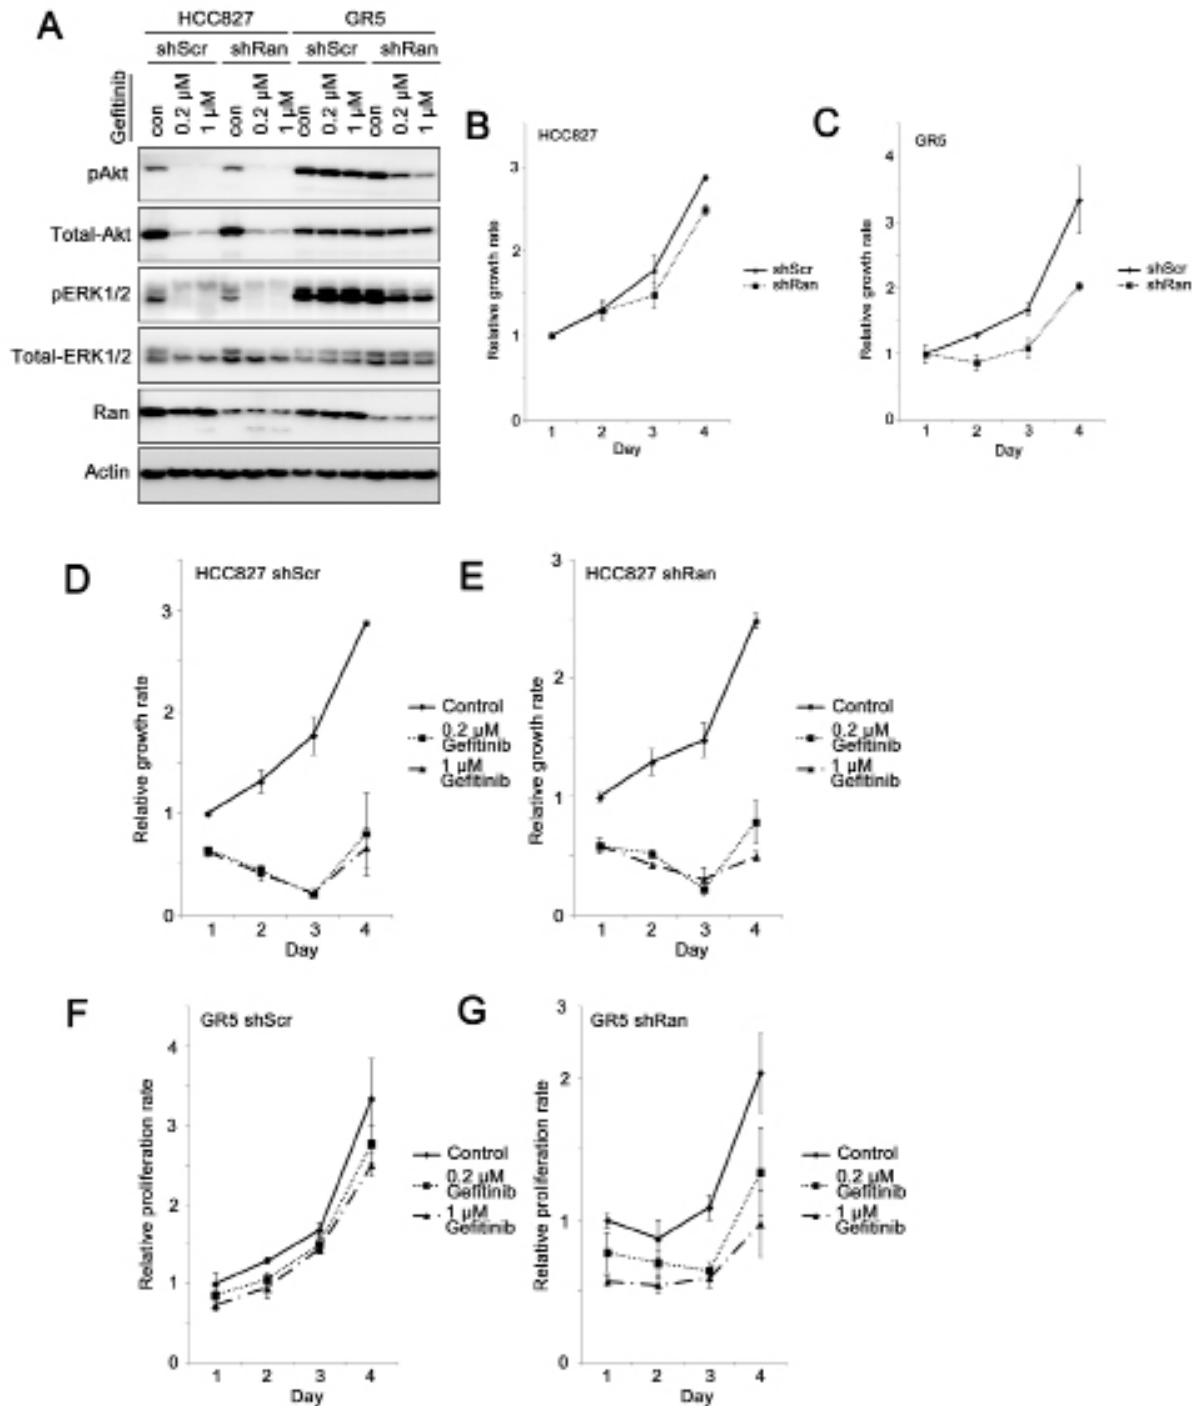 A
HCC827 GR5
shScr shRan shScr shRan
Gefitinib
con 0.2 µM 1 µM con 0.2 µM 1 µM con 0.2 µM 1 µM con 0.2 µM 1 µM
pAkt
Total-Akt
pERK1/2
Total-ERK1/2
Ran
Actin
B
HCC827
Relative growth rate
3
2
1
0
1 2 3 4
Day
shScr
shRan
C
GR5
Relative growth rate
4
3
2
1
0
1 2 3 4
Day
shScr
shRan
D
HCC827 shScr
Relative growth rate
3
2
1
0
1 2 3 4
Day
Control
0.2 µM
Gefitinib
1 µM
Gefitinib
E
HCC827 shRan
Relative growth rate
3
2
1
0
1 2 3 4
Day
Control
0.2 µM
Gefitinib
1 µM
Gefitinib
F
GR5 shScr
Relative proliferation rate
4
3
2
1
0
1 2 3 4
Day
Control
0.2 µM
Gefitinib
1 µM
Gefitinib
G
GR5 shRan
Relative proliferation rate
3
2
1
0
1 2 3 4
Day
Control
0.2 µM
Gefitinib
1 µM
Gefitinib